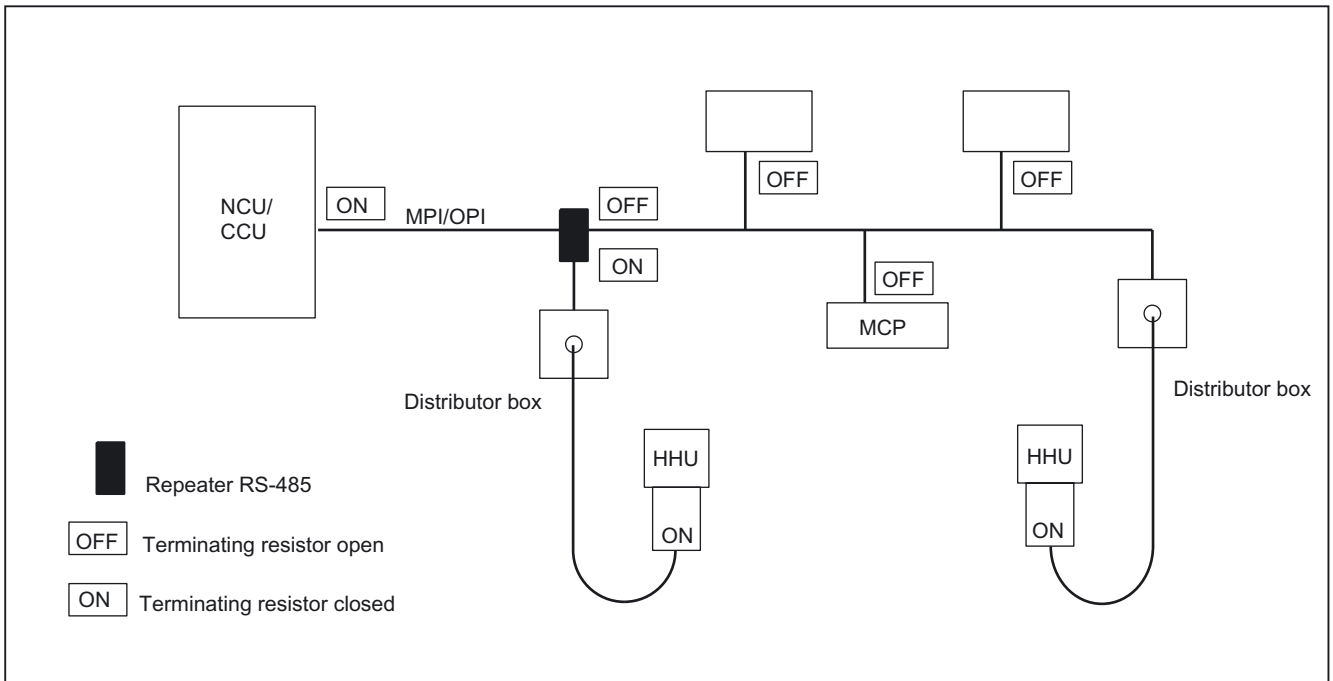 NCU/
CCU
ON
MPI/OPI
OFF
ON
OFF
OFF
OFF
MCP
Distributor box
Distributor box
HHU
ON
HHU
ON
Repeater RS-485
OFF Terminating resistor open
ON Terminating resistor closed